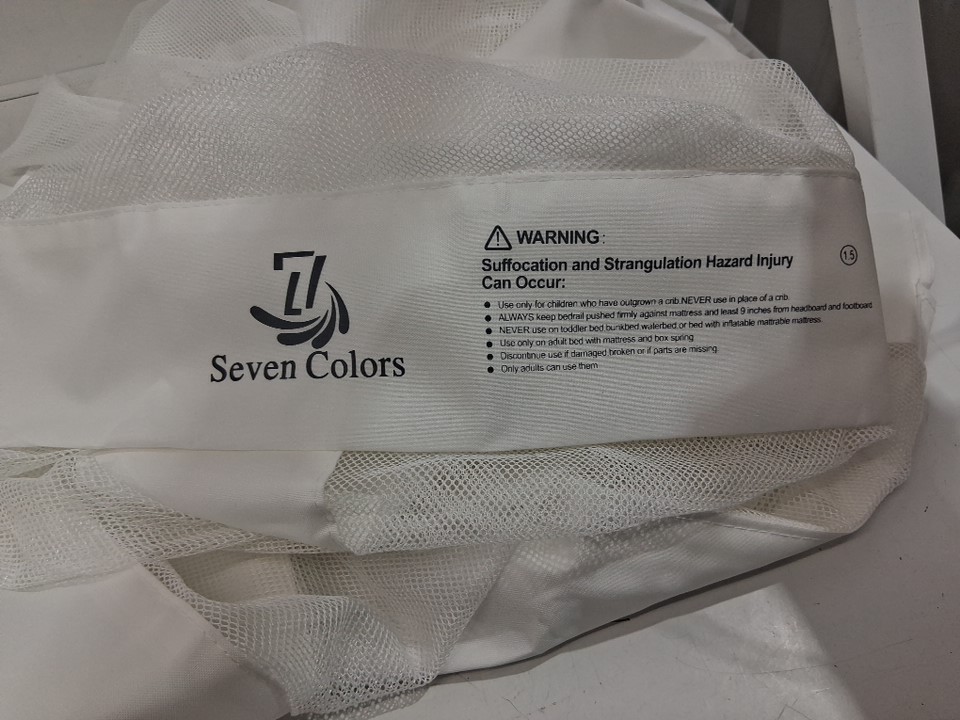 7
Seven Colors
WARNING:
Suffocation and Strangulation Hazard Injury
Can Occur:
1.5
● Use only for children who have outgrown a crib.NEVER use in place of a crib.
● ALWAYS keep bedrail pushed firmly against mattress and least 9 inches from headboard and footboard
● NEVER use on toddler bed bunkbed waterbed or bed with inflatable mattrable mattress.
● Use only on adult bed with mattress and box spring
● Discontinue use if damaged broken or if parts are missing.
● Only adults can use them